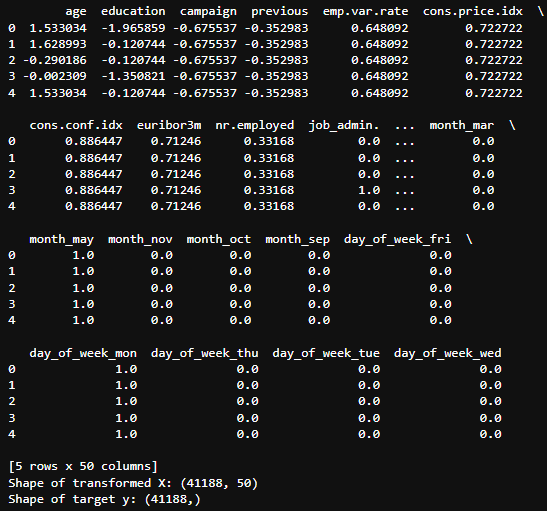 age  education  campaign  previous  emp.var.rate  cons.price.idx  \
0  1.533034  -1.965859 -0.675537 -0.352983      0.648092        0.722722
1  1.628993  -0.120744 -0.675537 -0.352983      0.648092        0.722722
2 -0.290186  -0.120744 -0.675537 -0.352983      0.648092        0.722722
3 -0.002309  -1.350821 -0.675537 -0.352983      0.648092        0.722722
4  1.533034  -0.120744 -0.675537 -0.352983      0.648092        0.722722

   cons.conf.idx  euribor3m  nr.employed  job_admin.  ...  month_mar  \
0       0.886447    0.71246      0.33168         0.0  ...        0.0
1       0.886447    0.71246      0.33168         0.0  ...        0.0
2       0.886447    0.71246      0.33168         0.0  ...        0.0
3       0.886447    0.71246      0.33168         1.0  ...        0.0
4       0.886447    0.71246      0.33168         0.0  ...        0.0

   month_may  month_nov  month_oct  month_sep  day_of_week_fri  \
0        1.0        0.0        0.0        0.0              0.0
1        1.0        0.0        0.0        0.0              0.0
2        1.0        0.0        0.0        0.0              0.0
3        1.0        0.0        0.0        0.0              0.0
4        1.0        0.0        0.0        0.0              0.0

   day_of_week_mon  day_of_week_thu  day_of_week_tue  day_of_week_wed
0              1.0              0.0              0.0              0.0
1              1.0              0.0              0.0              0.0
2              1.0              0.0              0.0              0.0
3              1.0              0.0              0.0              0.0
4              1.0              0.0              0.0              0.0

[5 rows x 50 columns]
Shape of transformed X: (41188, 50)
Shape of target y: (41188,)